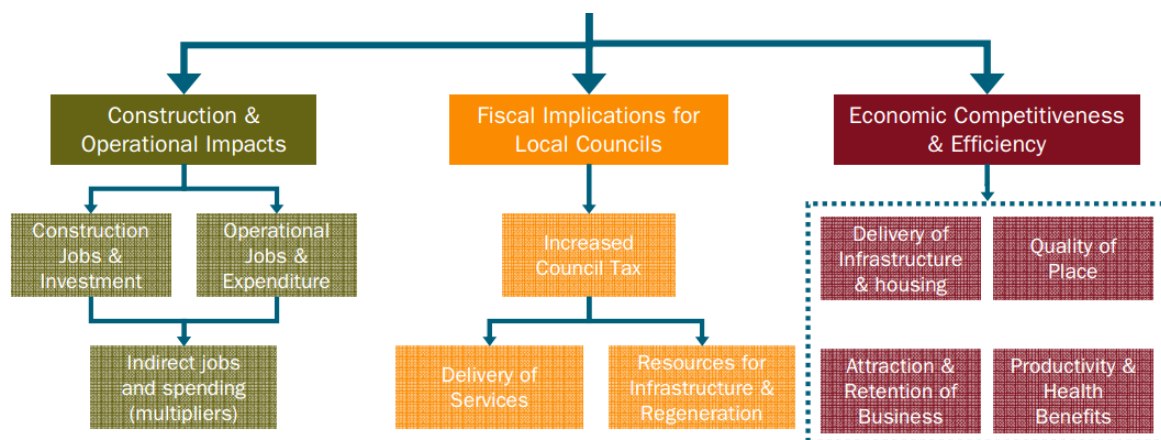 Construction &
Operational Impacts
Fiscal Implications for
Local Councils
Economic Competitiveness
& Efficiency
Construction
Jobs &
Investment
Operational
Jobs &
Expenditure
Increased
Council Tax
Delivery of
Infrastructure
& housing
Quality of
Place
Indirect jobs
and spending
(multipliers)
Delivery of
Services
Resources for
Infrastructure &
Regeneration
Attraction &
Retention of
Business
Productivity &
Health
Benefits